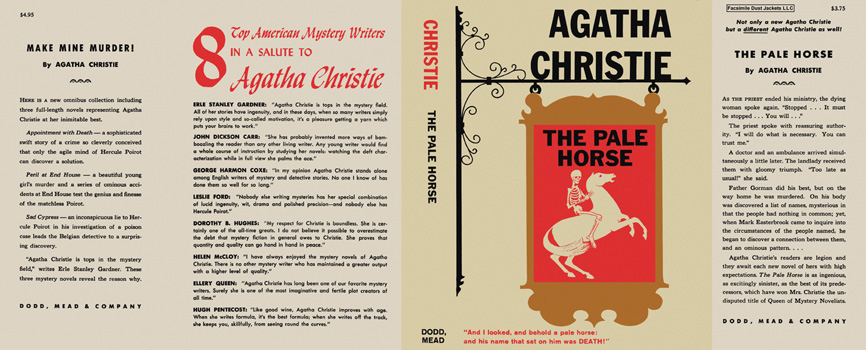 $4.95
MAKE MINE MURDER!
By AGATHA CHRISTIE
HERE is a new omnibus collection including
three full-length novels representing Agatha
Christie at her inimitable best.
Appointment with Death — a sophisticated
swift story of a crime so cleverly conceived
that only the agile mind of Hercule Poirot
can discover a solution.
Peril at End House — a beautiful young
girl's murder and a series of ominous acci-
dents at End House test the genius and finesse
of the matchless Poirot.
Sad Cypress — an inconspicuous lie to Her-
cule Poirot in his investigation of a poison
case leads the Belgian detective to a surpris-
ing discovery.
"Agatha Christie is tops in the mystery
field," writes Erle Stanley Gardner. These
three mystery novels reveal the reason why.
DODD, MEAD & COMPANY
8 Top American Mystery Writers
IN A SALUTE TO
Agatha Christie
ERLE STANLEY GARDNER: "Agatha Christie is tops in the mystery field.
All of her stories have ingenuity, and in these days, when so many writers simply
rely upon style and so-called motivation, it's a pleasure getting a yarn which
puts your brains to work."
JOHN DICKSON CARR: "She has probably invented more ways of bam-
boozling the reader than any other living writer. Any young writer would find
a whole course of instruction by studying her novels: watching the deft char-
acterization while in full view she palms the ace."
GEORGE HARMON COXE: "In my opinion Agatha Christie stands alone
among English writers of mystery and detective stories. No one I know of has
done them so well for so long."
LESLIE FORD: "Nobody else writing mysteries has her special combination
of lucid ingenuity, wit, drama and polished precision—and nobody else has
Hercule Poirot."
DOROTHY B. HUGHES: "My respect for Christie is boundless. She is cer-
tainly one of the all-time greats. I do not believe it possible to overestimate
the debt that mystery fiction in general owes to Christie. She proves that
quantity and quality can go hand in hand in peace."
HELEN McCLOY: "I have always enjoyed the mystery novels of Agatha
Christie. There is no other mystery writer who has maintained a greater output
with a higher level of quality."
ELLERY QUEEN: "Agatha Christie has long been one of our favorite mystery
writers. Surely she is one of the most imaginative and fertile plot creators of
all time."
HUGH PENTECOST: "Like good wine, Agatha Christie improves with age.
When she writes formula, it's the best formula; when she writes off the track,
she keeps you, skillfully, from seeing round the curves."
CHRISTIE
THE PALE HORSE
DODD,
MEAD
AGATHA
CHRISTIE
THE PALE
HORSE
"And I looked, and behold a pale horse:
and his name that sat on him was DEATH!"
Facsimile Dust Jackets LLC
$3.75
Not only a new Agatha Christie
but a different Agatha Christie as well!
THE PALE HORSE
By AGATHA CHRISTIE
AS THE PRIEST ended his ministry, the dying
woman spoke again. "Stopped . . . It must
be stopped . . . You will . . ."
The priest spoke with reassuring author-
ity. "I will do what is necessary. You can
trust me."
A doctor and an ambulance arrived simul-
taneously a little later. The landlady received
them with gloomy triumph. "Too late as
usual!" she said.
Father Gorman did his best, but on the
way home he was murdered. On his body
was discovered a list of names, mysterious in
that the people had nothing in common; yet,
when Mark Easterbrook came to inquire into
the circumstances of the people named, he
began to discover a connection between them,
and an ominous pattern. . . .
Agatha Christie's readers are legion and
they await each new novel of hers with high
expectations. The Pale Horse is as ingenious,
as excitingly sinister, as the best of its prede-
cessors, which have won Mrs. Christie the un-
disputed title of Queen of Mystery Novelists.
DODD, MEAD & COMPANY